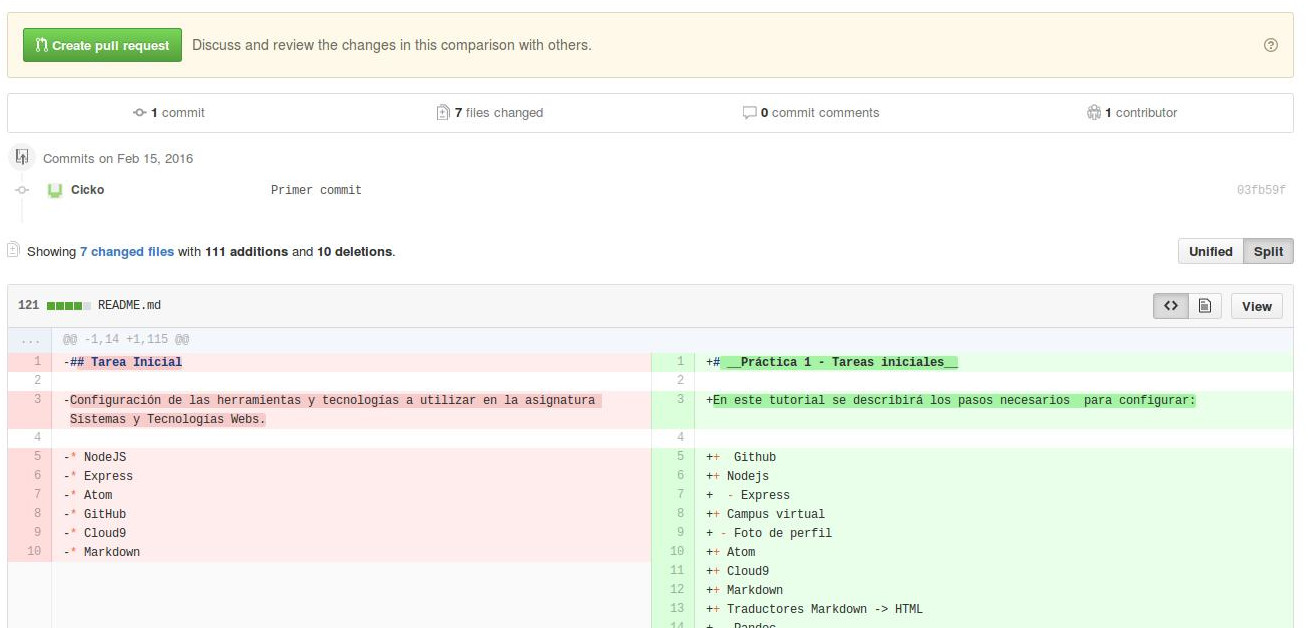 Create pull request Discuss and review the changes in this comparison with others.
1 commit 7 files changed 0 commit comments 1 contributor
Commits on Feb 15, 2016
Cicko Primer commit 03fb59f
Showing 7 changed files with 111 additions and 10 deletions. Unified Split
121 README.md <> View
... @@ -1,14 +1,115 @@
1 -## Tarea Inicial 1 +# __Práctica 1 - Tareas iniciales__
2 2
3 -Configuración de las herramientas y tecnologías a utilizar en la asignatura 3 +En este tutorial se describirá los pasos necesarios  para configurar:
Sistemas y Tecnologías Webs.
4 4
5 -* NodeJS 5 ++  Github
6 -* Express 6 ++ Nodejs
7 -* Atom 7 +  - Express
8 -* GitHub 8 ++ Campus virtual
9 -* Cloud9 9 + - Foto de perfil
10 -* Markdown 10 ++ Atom
11 ++ Cloud9
12 ++ Markdown
13 ++ Traductores Markdown -> HTML
14 +  - Pandoc